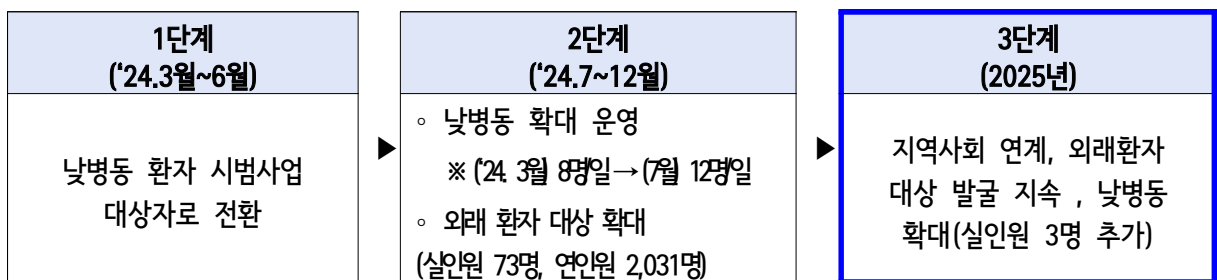 1단계
(‘24.3월~6월)
낮병동 환자 시범사업
대상자로 전환
▶
2단계
(‘24.7~12월)
◦ 낮병동 확대 운영
※ (‘24. 3월) 8명/일→(7월) 12명/일
◦ 외래 환자 대상 확대
(실인원 73명, 연인원 2,031명)
▶
3단계
(2025년)
지역사회 연계, 외래환자
대상 발굴 지속 , 낮병동
확대(실인원 3명 추가)